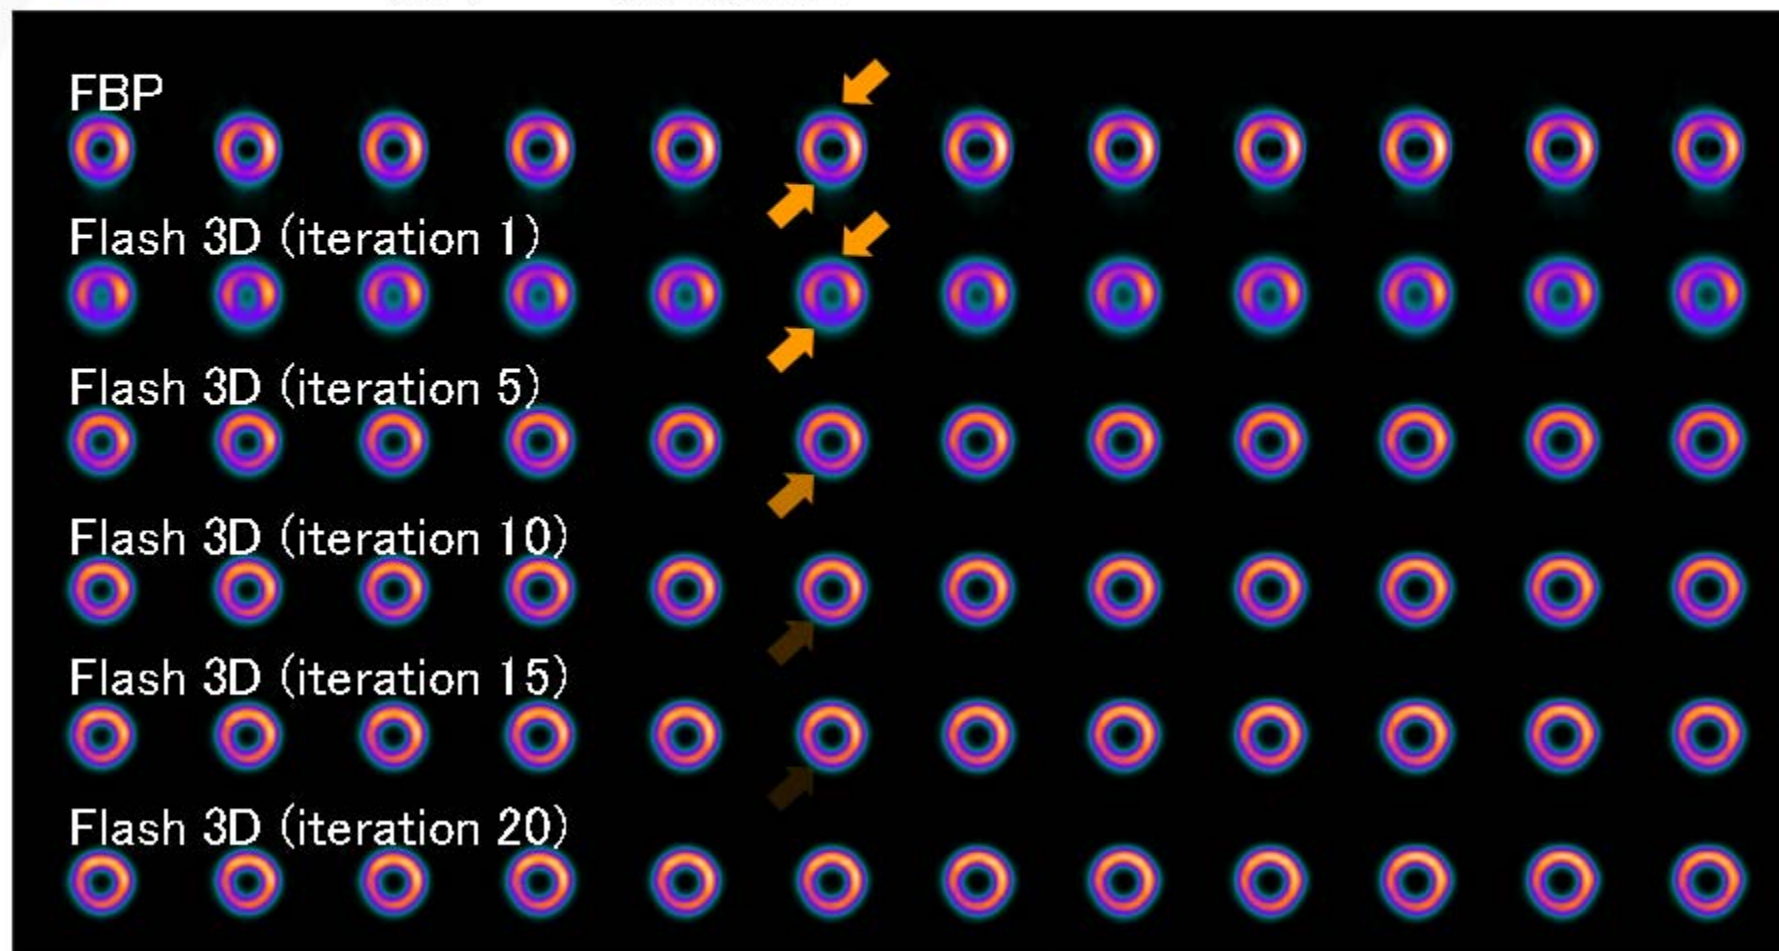 FBP
Flash 3D (iteration 1)
Flash 3D (iteration 5)
Flash 3D (iteration 10)
Flash 3D (iteration 15)
Flash 3D (iteration 20)